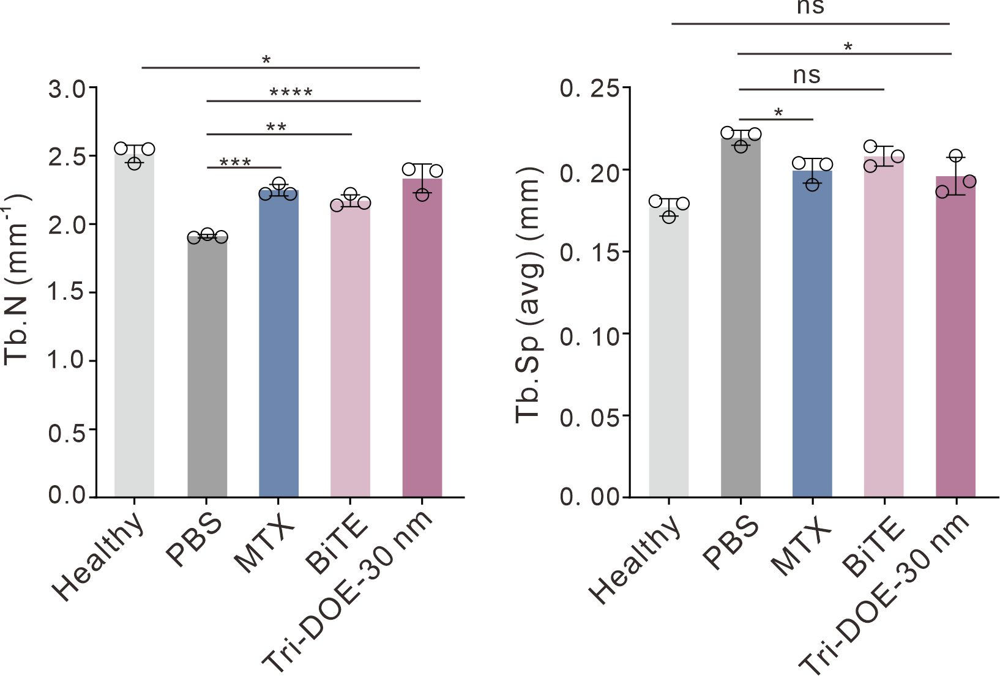 *
****
**
***
3.0
2.5
2.0
1.5
1.0
0.5
0.0
Tb.N (mm-1)
Healthy
PBS
MTX
BiTE
Tri-DOE-30 nm
ns
*
ns
*
0. 25
0. 20
0. 15
0. 10
0. 05
0. 00
Tb.Sp (avg) (mm)
Healthy
PBS
MTX
BiTE
Tri-DOE-30 nm